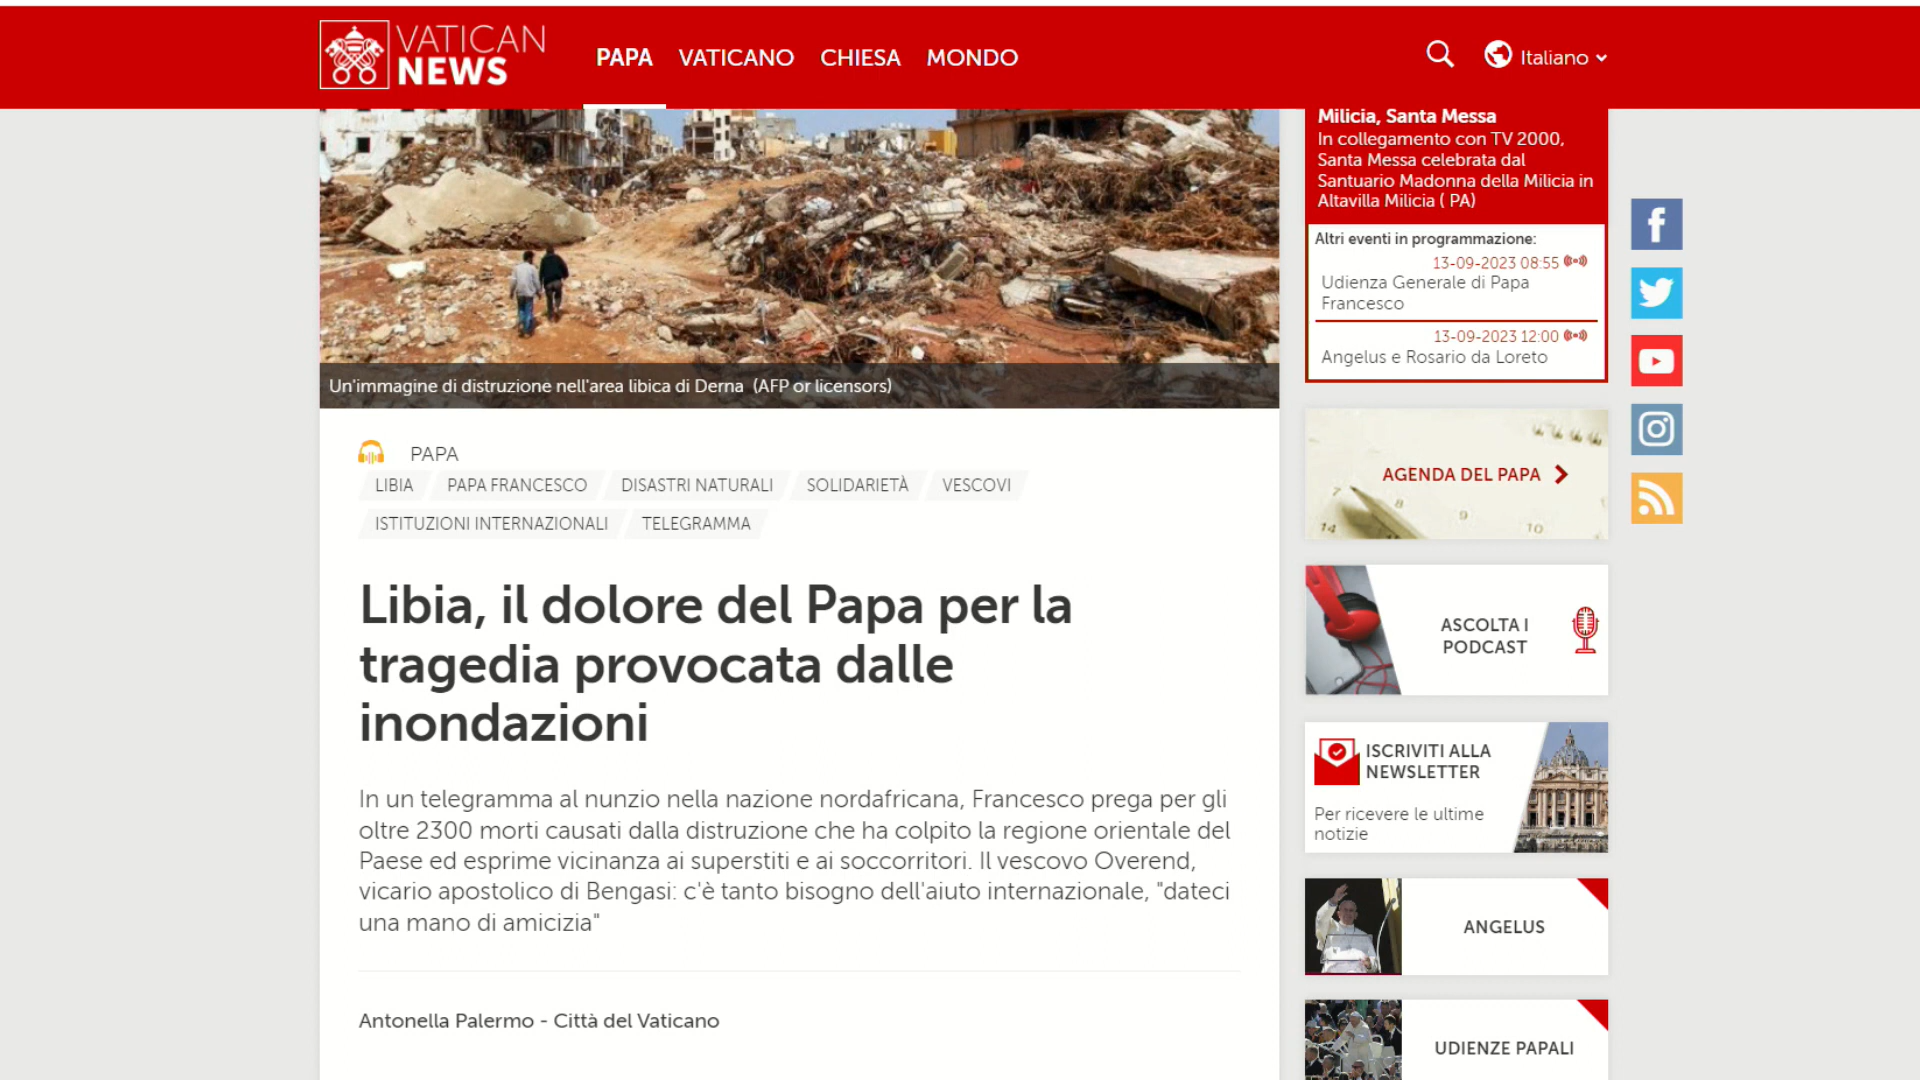 VATICAN
NEWS
PAPA
VATICANO
CHIESA
MONDO
Italiano
Un'immagine di distruzione nell'area libica di Derna (AFP or licensors)
PAPA
LIBIA
PAPA FRANCESCO
DISASTRI NATURALI
SOLIDARIETÀ
VESCOVI
ISTITUZIONI INTERNAZIONALI
TELEGRAMMA
Libia, il dolore del Papa per la
tragedia provocata dalle
inondazioni
In un telegramma al nunzio nella nazione nordafricana, Francesco prega per gli
oltre 2300 morti causati dalla distruzione che ha colpito la regione orientale del
Paese ed esprime vicinanza ai superstiti e ai soccorritori. Il vescovo Overend,
vicario apostolico di Bengasi: c'è tanto bisogno dell'aiuto internazionale, "dateci
una mano di amicizia"
Antonella Palermo - Città del Vaticano
Milicia, Santa Messa
In collegamento con TV 2000,
Santa Messa celebrata dal
Santuario Madonna della Milicia in
Altavilla Milicia ( PA)
Altri eventi in programmazione:
13-09-2023 08:55
Udienza Generale di Papa
Francesco
13-09-2023 12:00
Angelus e Rosario da Loreto
AGENDA DEL PAPA
7
8
9
10
14
ASCOLTA I
PODCAST
ISCRIVITI ALLA
NEWSLETTER
Per ricevere le ultime
notizie
ANGELUS
UDIENZE PAPALI